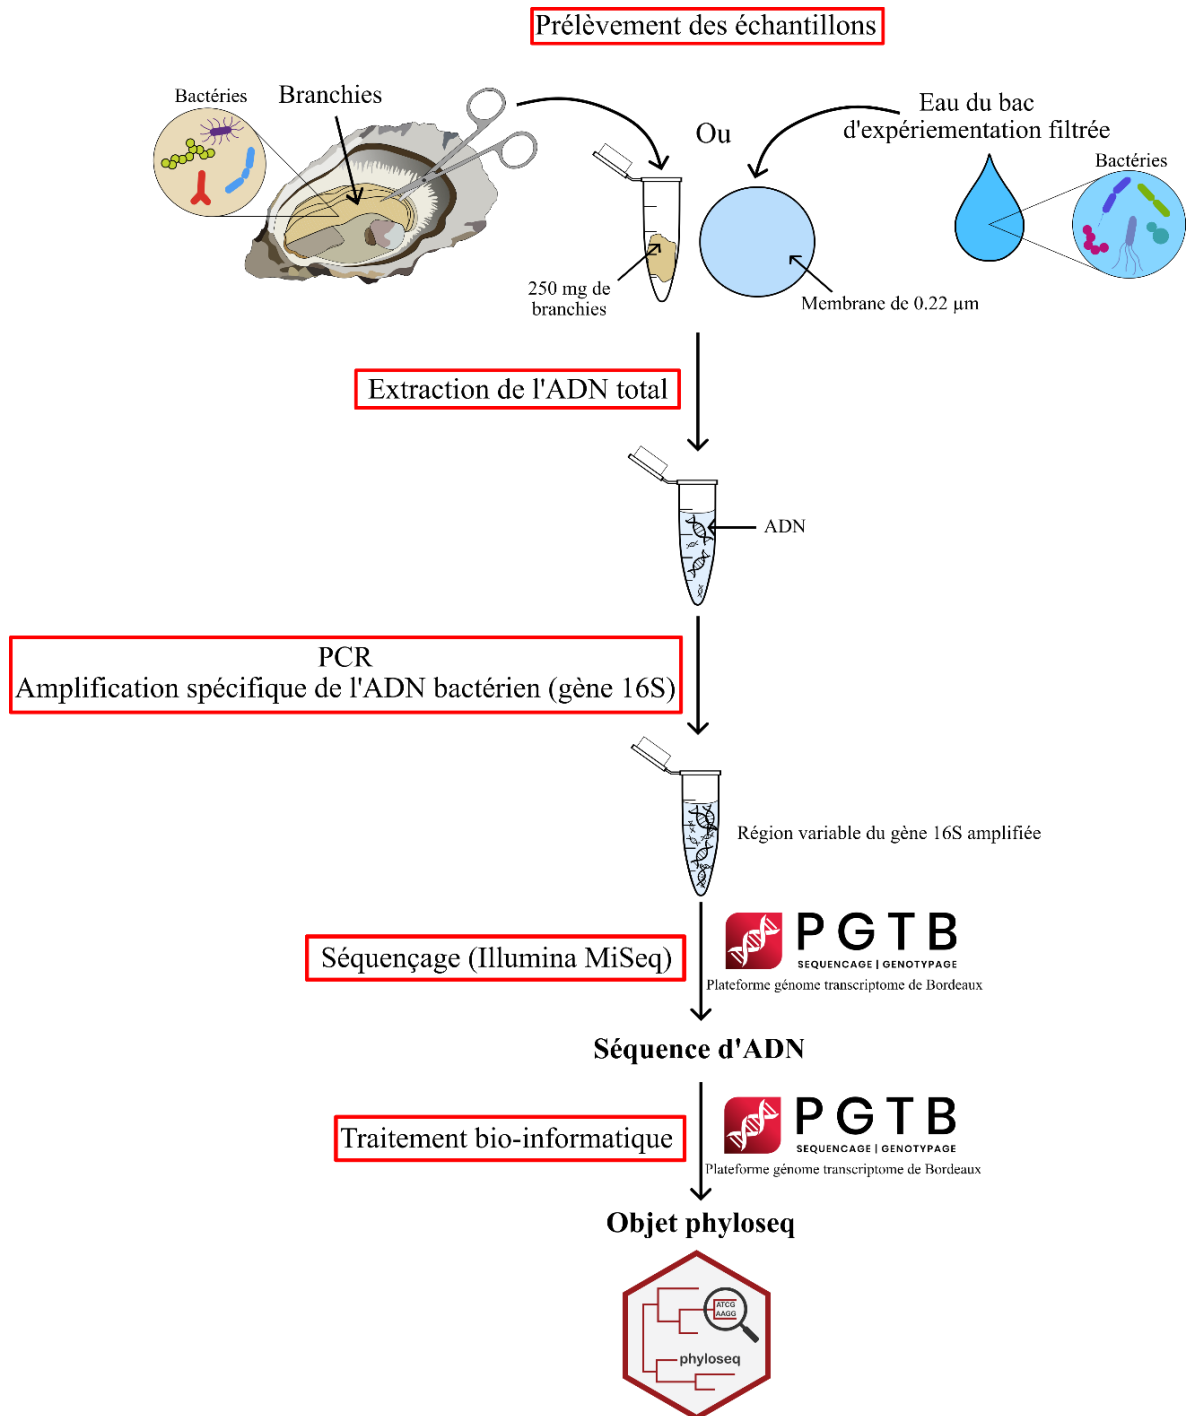 Prélèvement des échantillons
Bactéries
Branchies
Ou
Eau du bac
d'expériementation filtrée
Bactéries
250 mg de
branchies
Membrane de 0.22 µm
Extraction de l'ADN total
ADN
PCR
Amplification spécifique de l'ADN bactérien (gène 16S)
Région variable du gène 16S amplifiée
Séquençage (Illumina MiSeq)
PGTB
SEQUENCAGE | GENOTYPAGE
Plateforme génome transcriptome de Bordeaux
Séquence d'ADN
Traitement bio-informatique
PGTB
SEQUENCAGE | GENOTYPAGE
Plateforme génome transcriptome de Bordeaux
Objet phyloseq
ATCG
AAGG
phyloseq